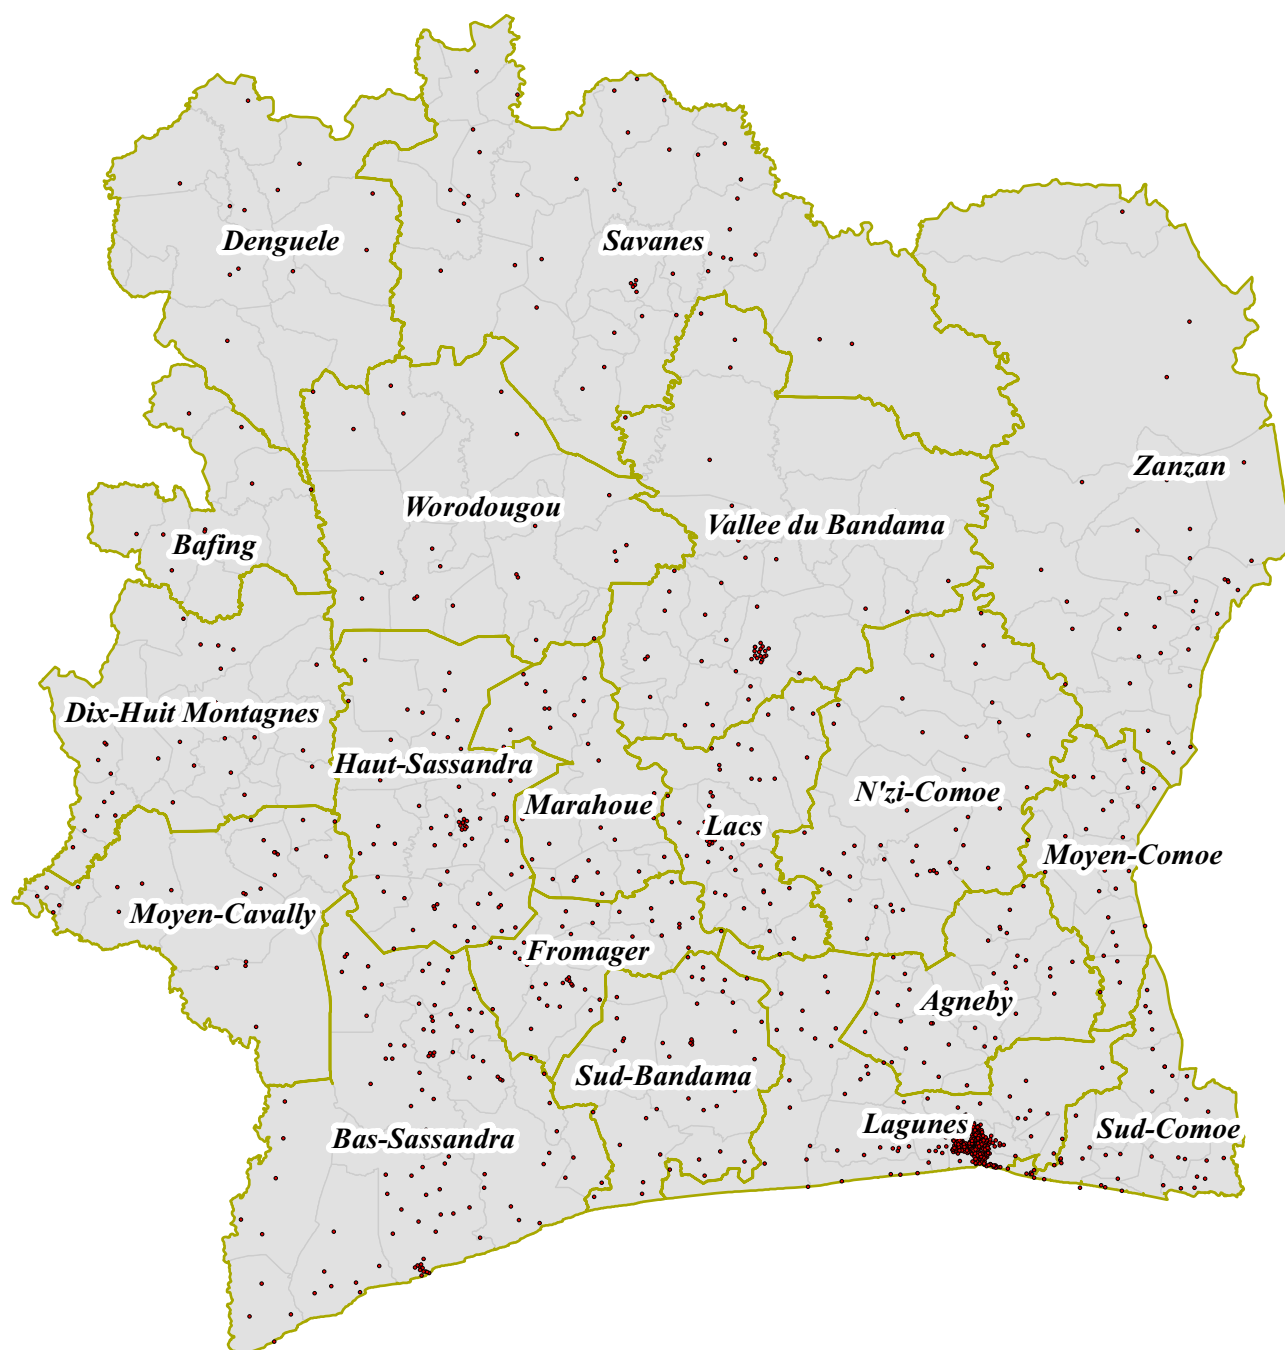 Denguele
Savanes
Zanzan
Worodougou
Vallee du Bandama
Bafing
Dix-Huit Montagnes
Haut-Sassandra
Marahoue
Lacs
N'zi-Comoe
Moyen-Comoe
Moyen-Cavally
Fromager
Agneby
Sud-Bandama
Bas-Sassandra
Lagunes
Sud-Comoe